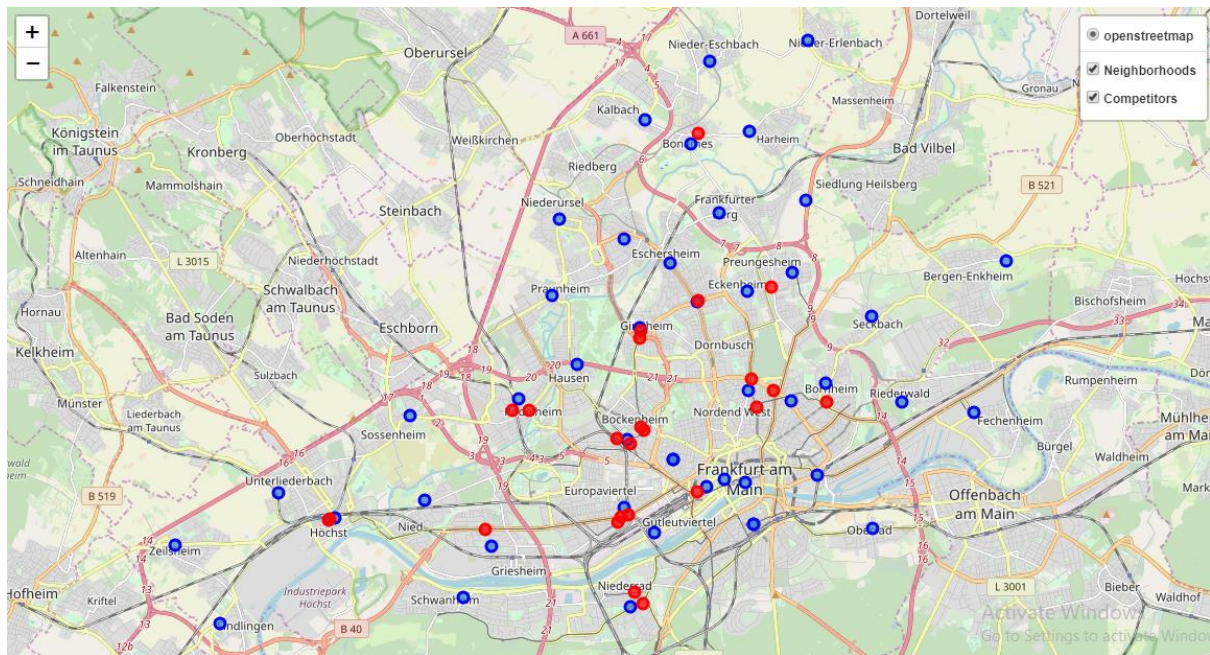 +
−
openstreetmap
Neighborhoods
Competitors
A 661
Dortelweil
Oberursel
Nieder-Eschbach
Nieder-Erlenbach
Falkenstein
Gronau
Massenheim
Kalbach
Königstein
im Taunus
Oberhöchstadt
Weißkirchen
Harheim
Bad Vilbel
Kronberg
Riedberg
Schneidhain
Mammolshain
Siedlung Heilsberg
B 521
Steinbach
Niederursel
Frankfurter
Altenhain
L 3015
Niederhöchstadt
Eschersheim
Preungesheim
Bergen-Enkheim
Hornau
Schwalbach
am Taunus
Praunheim
Eckenheim
Bischofsheim
Bad Soden
am Taunus
Eschborn
Seckbach
Kelkheim
Dornbusch
Sulzbach
Hausen
Rumpenheim
Münster
Liederbach
am Taunus
Bornheim
Riederwald
Sossenheim
Bockenheim
Nordend West
Fechenheim
Mühlheim
am Main
Bürgel
Waldheim
Unterliederbach
Frankfurt am
Main
B 519
Europaviertel
Offenbach
am Main
Höchst
Nied
Gutleutviertel
Zeilsheim
Griesheim
Hofheim
Kriftel
Industriepark
Höchst
Schwanheim
Niederrad
L 3001
Bieber
Waldhof
B 40
Activate Windows
Go to Settings to activate Windows